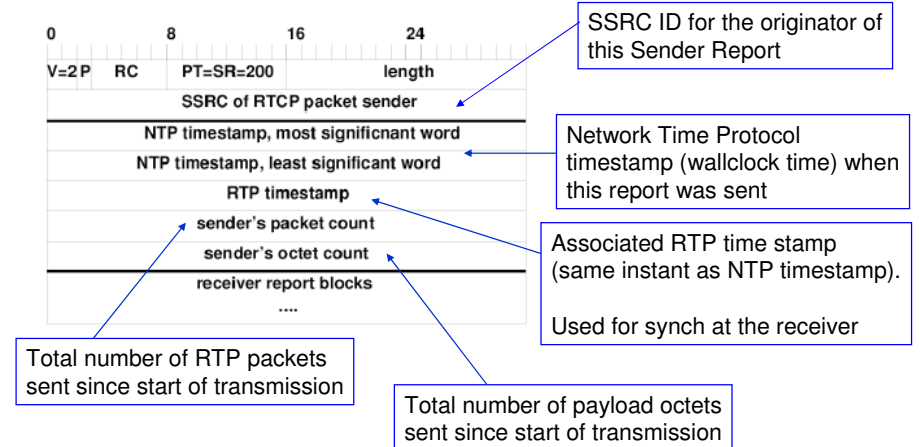 0 8 16 24
V=2 P RC PT=SR=200 length
SSRC of RTCP packet sender
NTP timestamp, most significnant word
NTP timestamp, least significant word
RTP timestamp
sender's packet count
sender's octet count
receiver report blocks
....
SSRC ID for the originator of
this Sender Report
Network Time Protocol
timestamp (wallclock time) when
this report was sent
Associated RTP time stamp
(same instant as NTP timestamp).
Used for synch at the receiver
Total number of RTP packets
sent since start of transmission
Total number of payload octets
sent since start of transmission